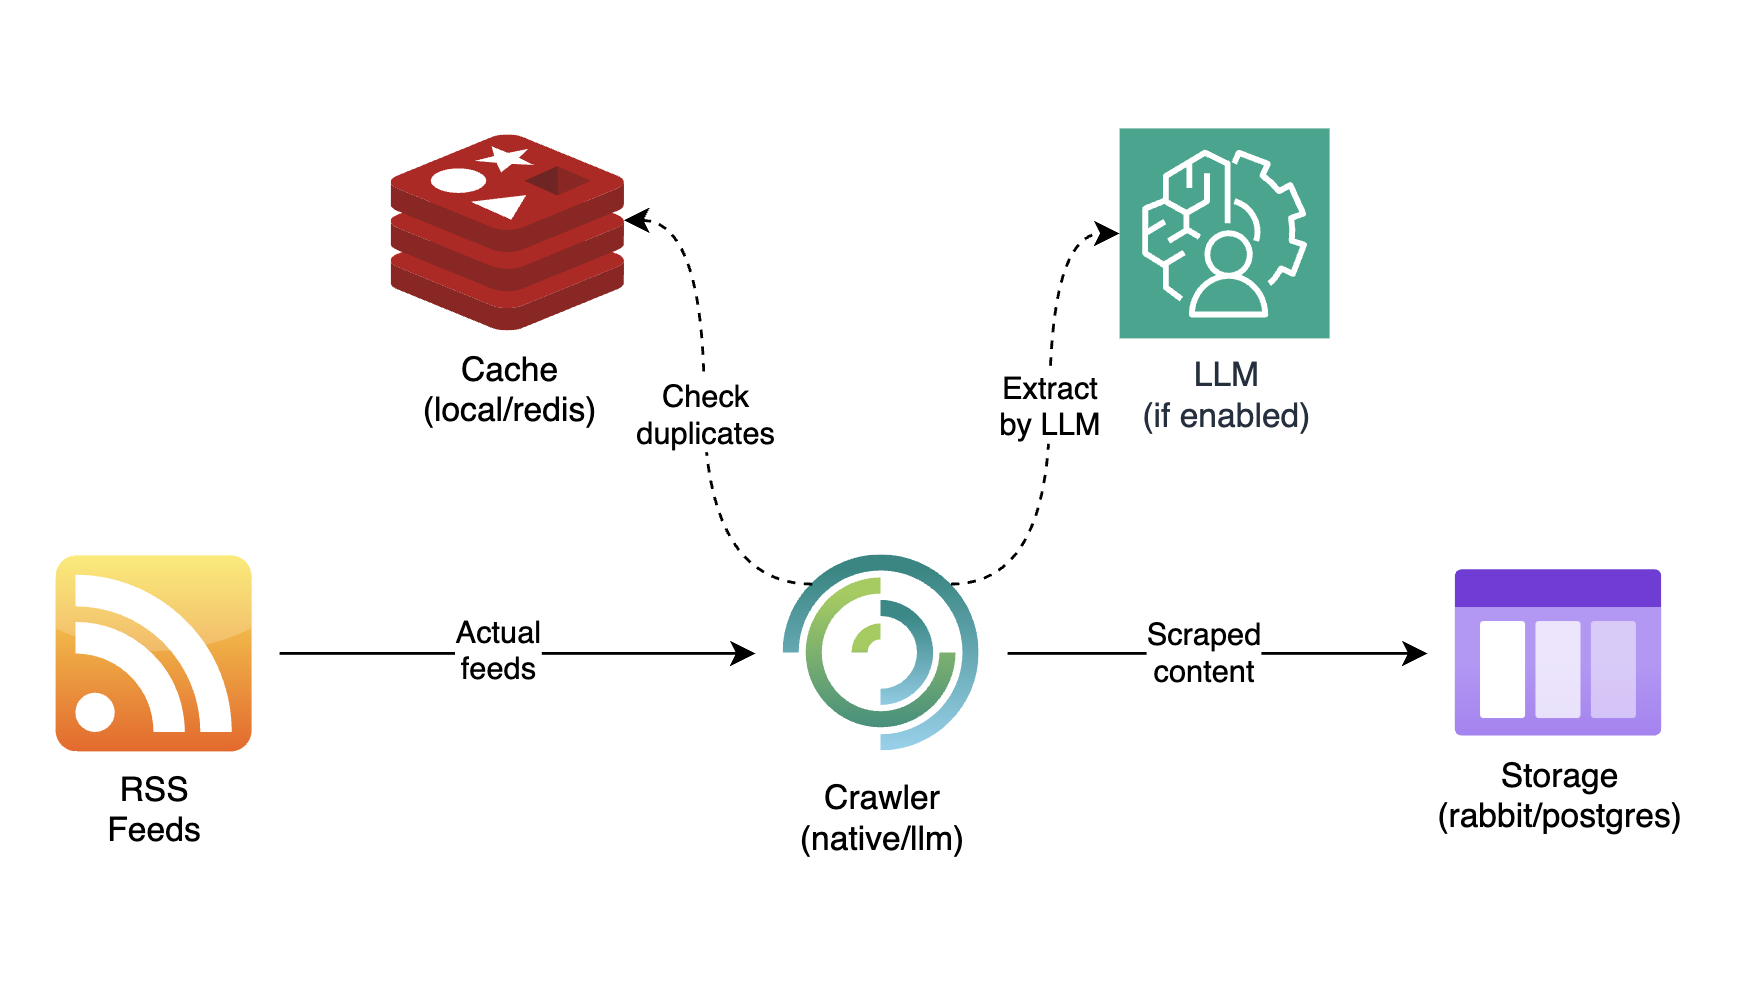 Cache
(local/redis)
Check
duplicates
Extract
by LLM
LLM
(if enabled)
Actual
feeds
Scraped
content
RSS
Feeds
Crawler
(native/llm)
Storage
(rabbit/postgres)